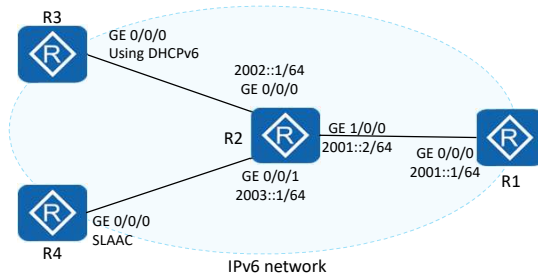 R3
GE 0/0/0
Using DHCPv6
2002::1/64
GE 0/0/0
R
R2
R
GE 1/0/0
2001::2/64
GE 0/0/0
2001::1/64
R
R1
GE 0/0/1
2003::1/64
R
GE 0/0/0
SLAAC
R4
IPv6 network